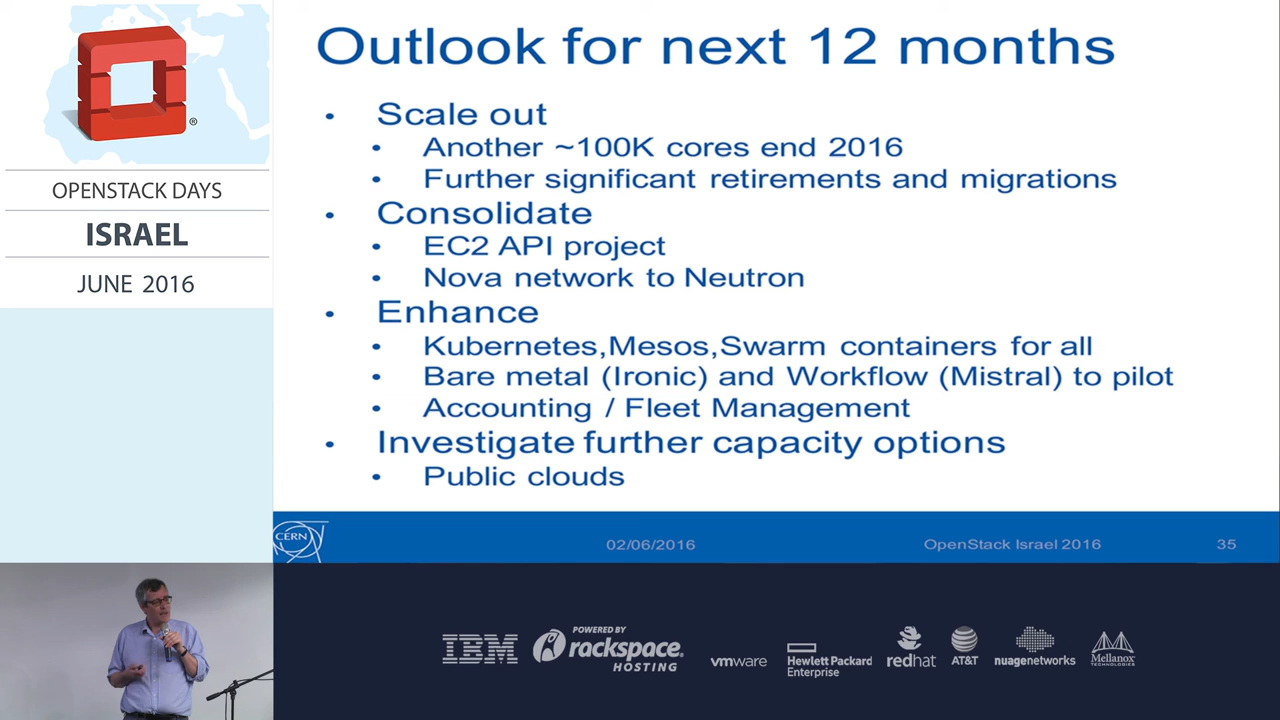 ®
OPENSTACK DAYS
ISRAEL
JUNE 2016
Outlook for next 12 months
• Scale out
• Another ~100K cores end 2016
• Further significant retirements and migrations
• Consolidate
• EC2 API project
• Nova network to Neutron
• Enhance
• Kubernetes,Mesos,Swarm containers for all
• Bare metal (Ironic) and Workflow (Mistral) to pilot
• Accounting / Fleet Management
• Investigate further capacity options
• Public clouds
CERN
02/06/2016
OpenStack Israel 2016
35
IBM
POWERED BY
rackspace.
HOSTING
vmware
Hewlett Packard
Enterprise
redhat
AT&T
nuagenetworks
Mellanox
TECHNOLOGIES